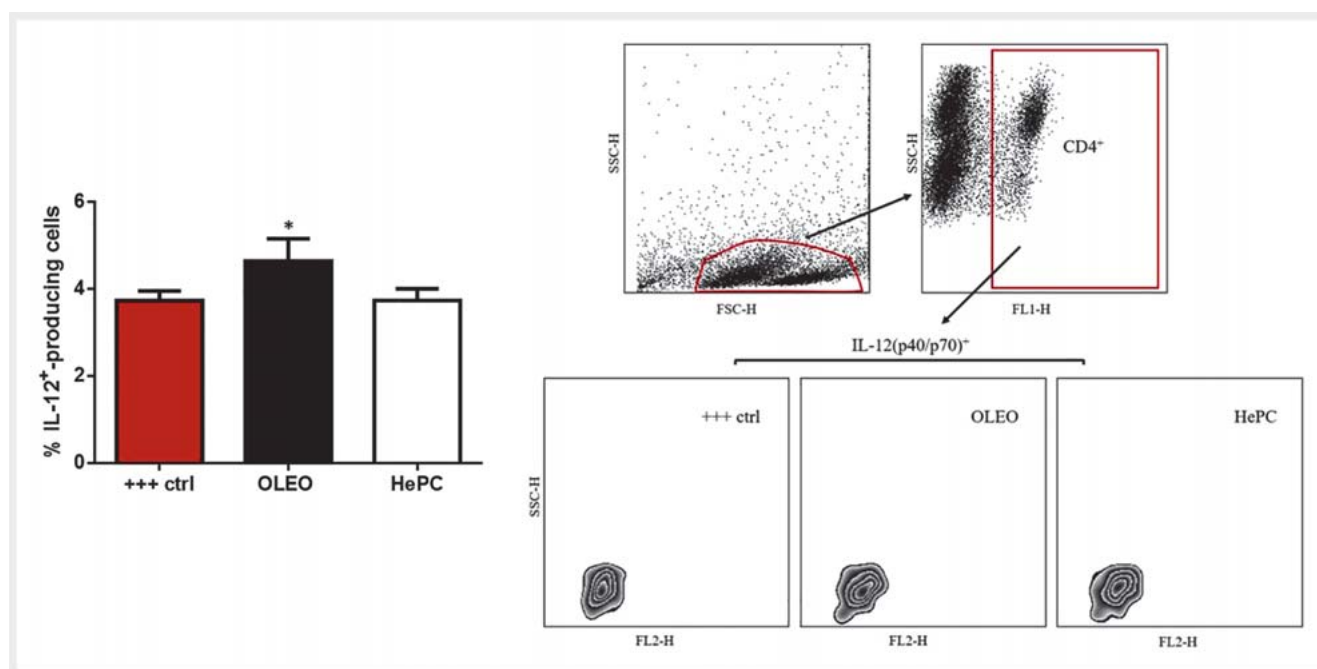 % IL-12⁺-producing cells
6
4
2
0
*
+++ ctrl OLEO HePC
SSC-H
FSC-H
SSC-H
CD4⁺
FL1-H
IL-12(p40/p70)⁺
SSC-H
+++ ctrl
FL2-H
OLEO
FL2-H
HePC
FL2-H